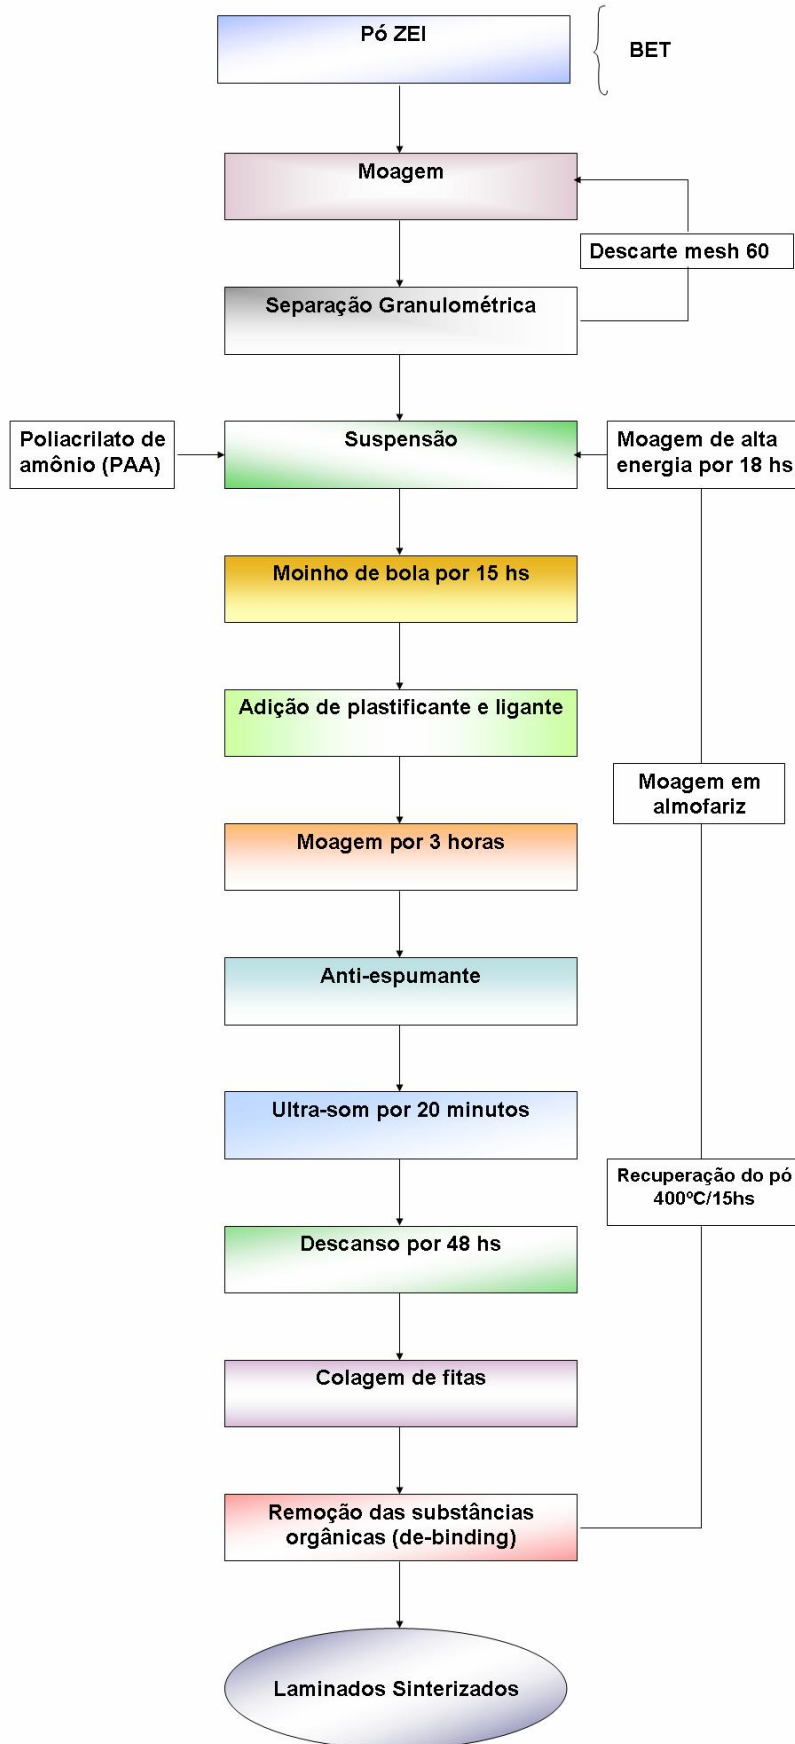 Pó ZEI
BET
Moagem
Descarte mesh 60
Separação Granulométrica
Poliacrilato de
amônio (PAA)
Suspensão
Moagem de alta
energia por 18 hs
Moinho de bola por 15 hs
Adição de plastificante e ligante
Moagem em
almofariz
Moagem por 3 horas
Anti-espumante
Ultra-som por 20 minutos
Recuperação do pó
400ºC/15hs
Descanso por 48 hs
Colagem de fitas
Remoção das substâncias
orgânicas (de-binding)
Laminados Sinterizados